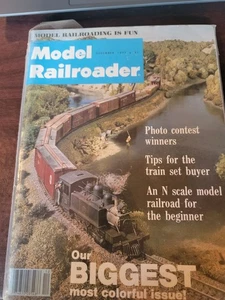 MODEL RAILROADING IS FUN
Model
Railroader
Photo contest
winners
Tips for the
train set buyer
An N scale model
railroad for
the beginner
Our
BIGGEST
most colorful issue!